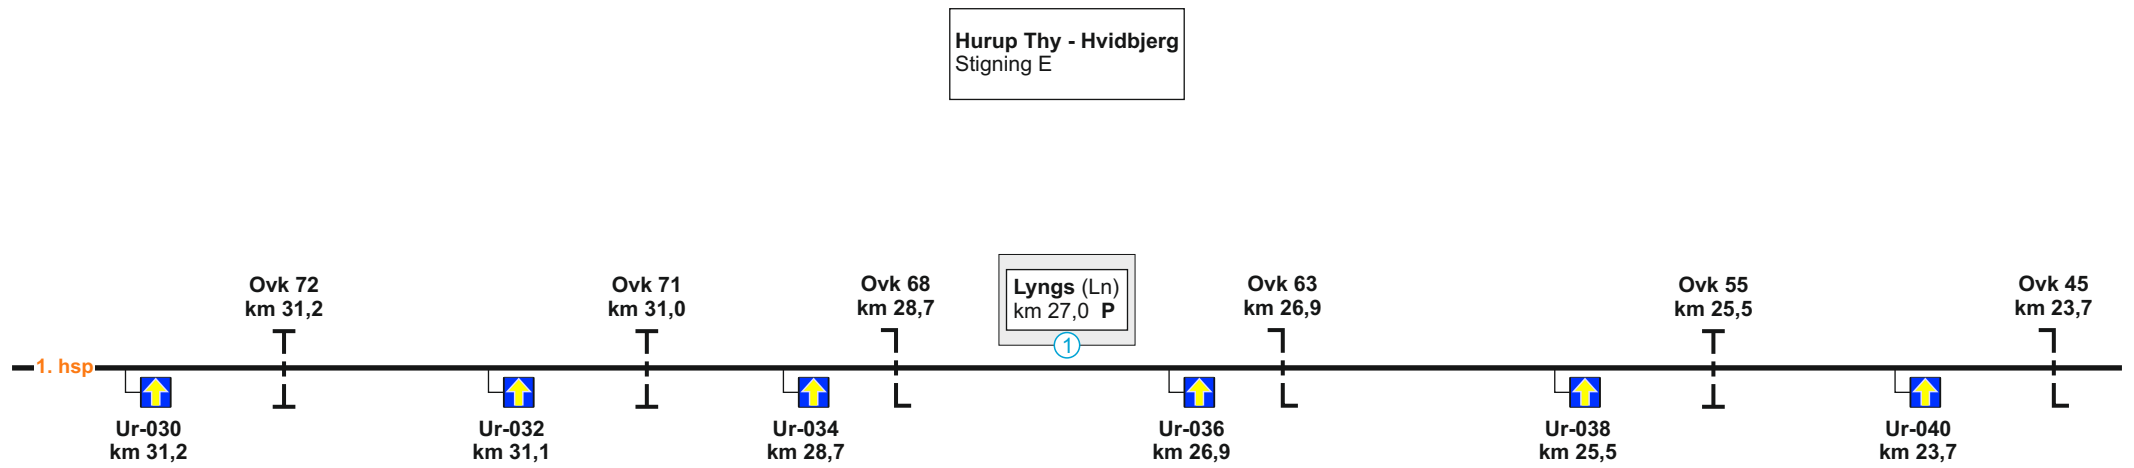 Hurup Thy - Hvidbjerg
Stigning E
Ovk 72
km 31,2
Ovk 71
km 31,0
Ovk 68
km 28,7
Lyngs (Ln)
km 27,0 P
1
Ovk 63
km 26,9
Ovk 55
km 25,5
Ovk 45
km 23,7
1. hsp
Ur-030
km 31,2
Ur-032
km 31,1
Ur-034
km 28,7
Ur-036
km 26,9
Ur-038
km 25,5
Ur-040
km 23,7